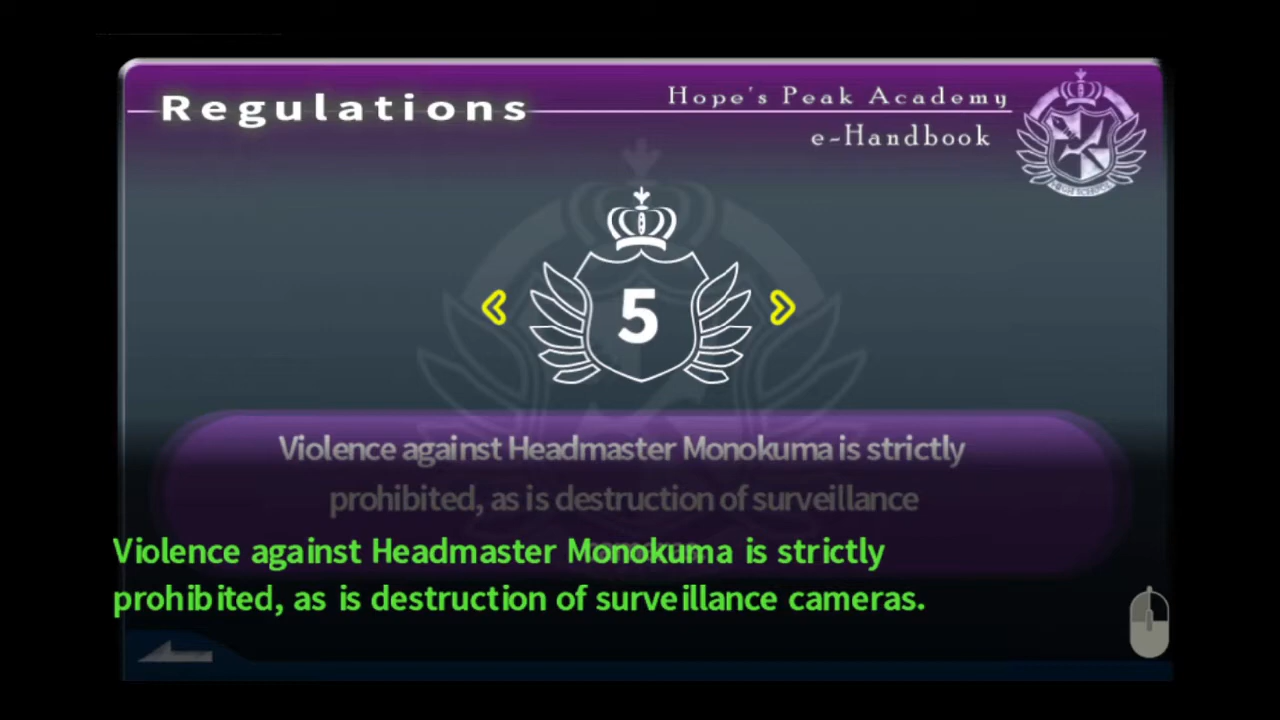 Regulations
Hope's Peak Academy
e-Handbook
5
Violence against Headmaster Monokuma is strictly
prohibited, as is destruction of surveillance
Violence against Headmaster Monokuma is strictly
prohibited, as is destruction of surveillance cameras.